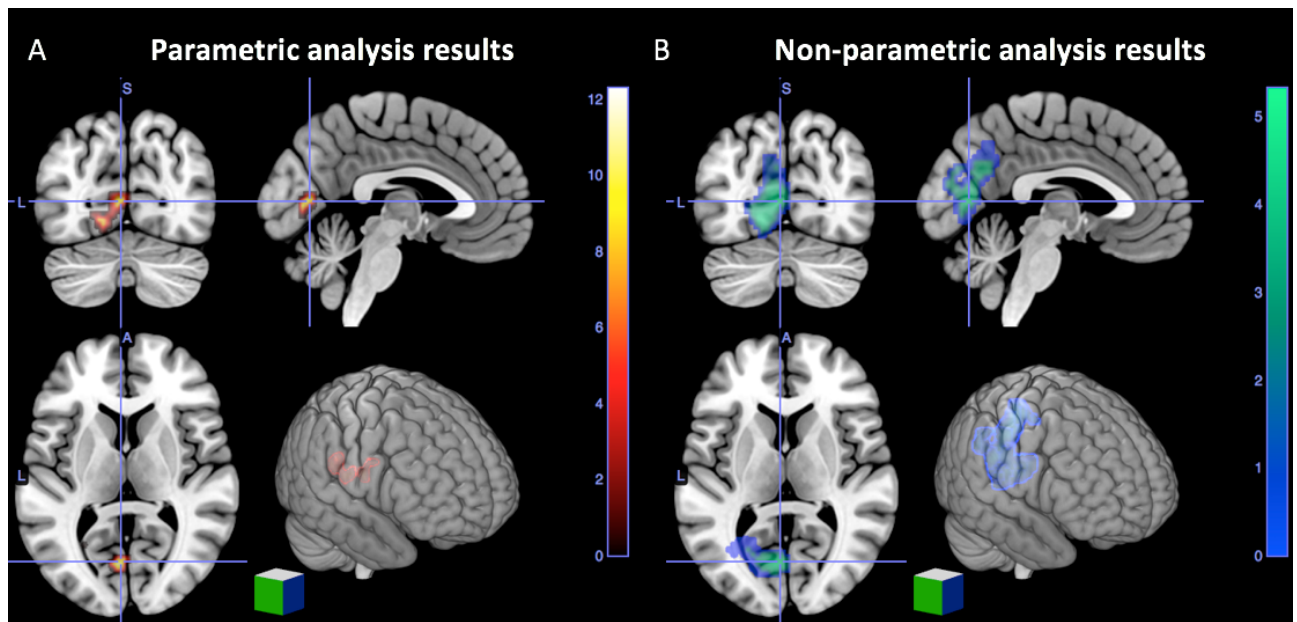 A
Parametric analysis results
B
Non-parametric analysis results
S
L
12
10
8
6
4
2
0
A
L
S
L
5
4
3
2
1
0
A
L